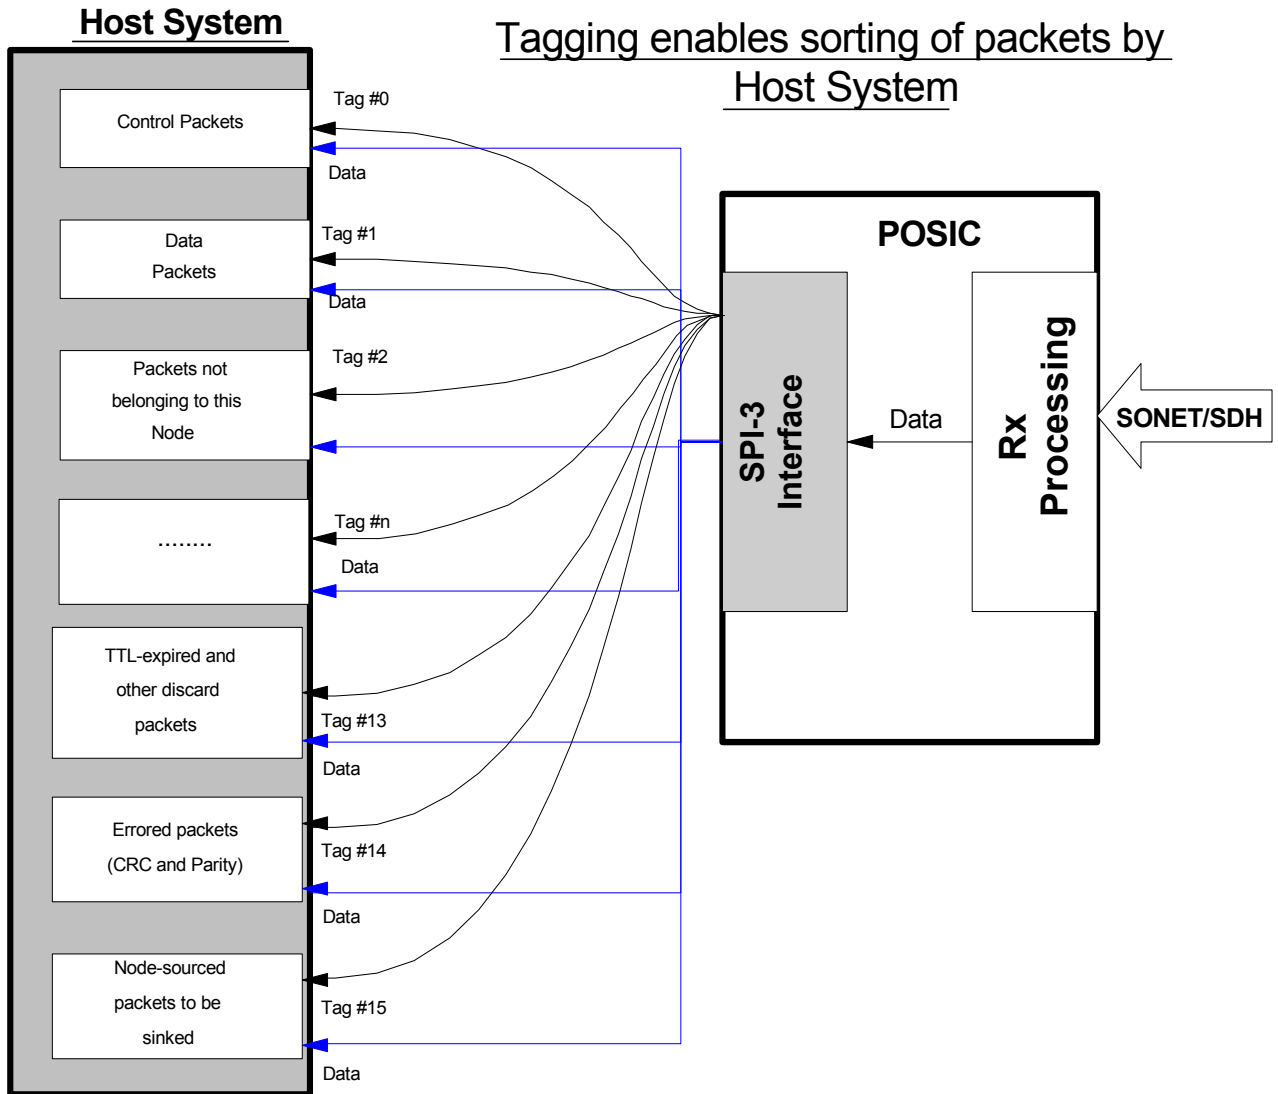 Host System
Tagging enables sorting of packets by
Host System
Control Packets
Tag #0
Data
Data
Packets
Tag #1
Data
Packets not
belonging to this
Node
Tag #2
........
Tag #n
Data
TTL-expired and
other discard
packets
Tag #13
Data
Errored packets
(CRC and Parity)
Tag #14
Data
Node-sourced
packets to be
sinked
Tag #15
Data
POSIC
SPI-3
Interface
Data
Rx
Processing
SONET/SDH